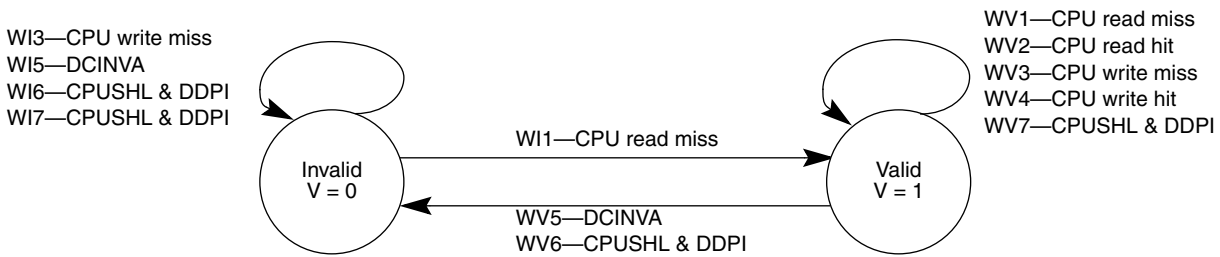 WI3—CPU write miss
WI5—DCINVA
WI6—CPUSHL & DDPI
WI7—CPUSHL & DDPI
WV1—CPU read miss
WV2—CPU read hit
WV3—CPU write miss
WV4—CPU write hit
WV7—CPUSHL & DDPI
WI1—CPU read miss
Invalid
V = 0
Valid
V = 1
WV5—DCINVA
WV6—CPUSHL & DDPI